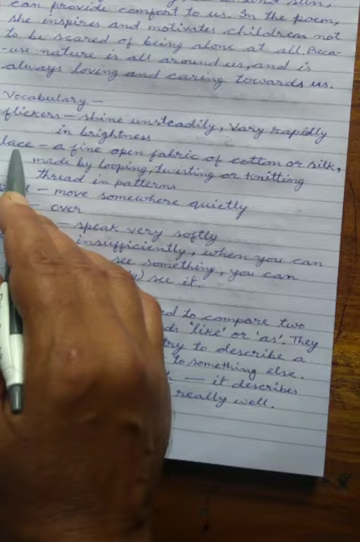 can provide comfort to us. In the poem,
she inspires and motivates children not
to be scared of being alone at all. Beca-
-use nature is all around us, and is
always loving and caring towards us.
Vocabulary —
flickers — shine unsteadily, vary rapidly
in brightness
lace — a fine open fabric of cotton or silk,
made by looping, twisting or knitting
thread in patterns
— move somewhere quietly
— over
— speak very softly
insufficiently, when you can
see something, you can
see it.
to compare two
'like' or 'as'. They
try to describe a
to something else.
— it describes
really well.